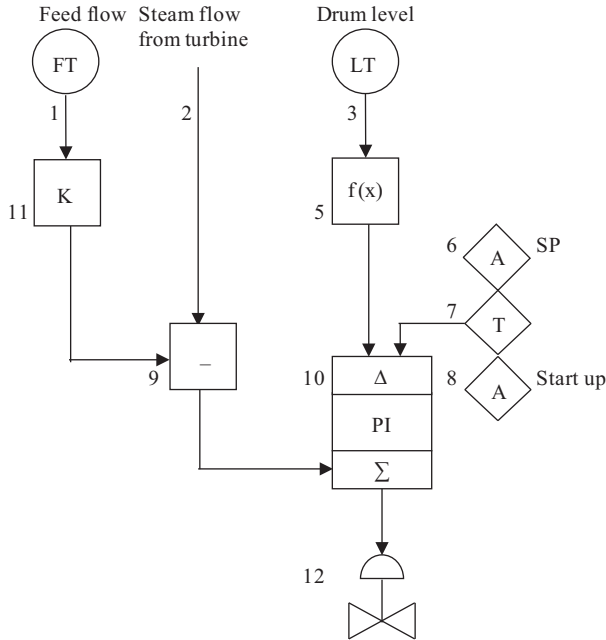 Feed flow
Steam flow
from turbine
Drum level
FT
LT
1
2
3
K
11
f(x)
5
6
A
SP
7
T
–
9
10
Δ
8
A
Start up
PI
Σ
12